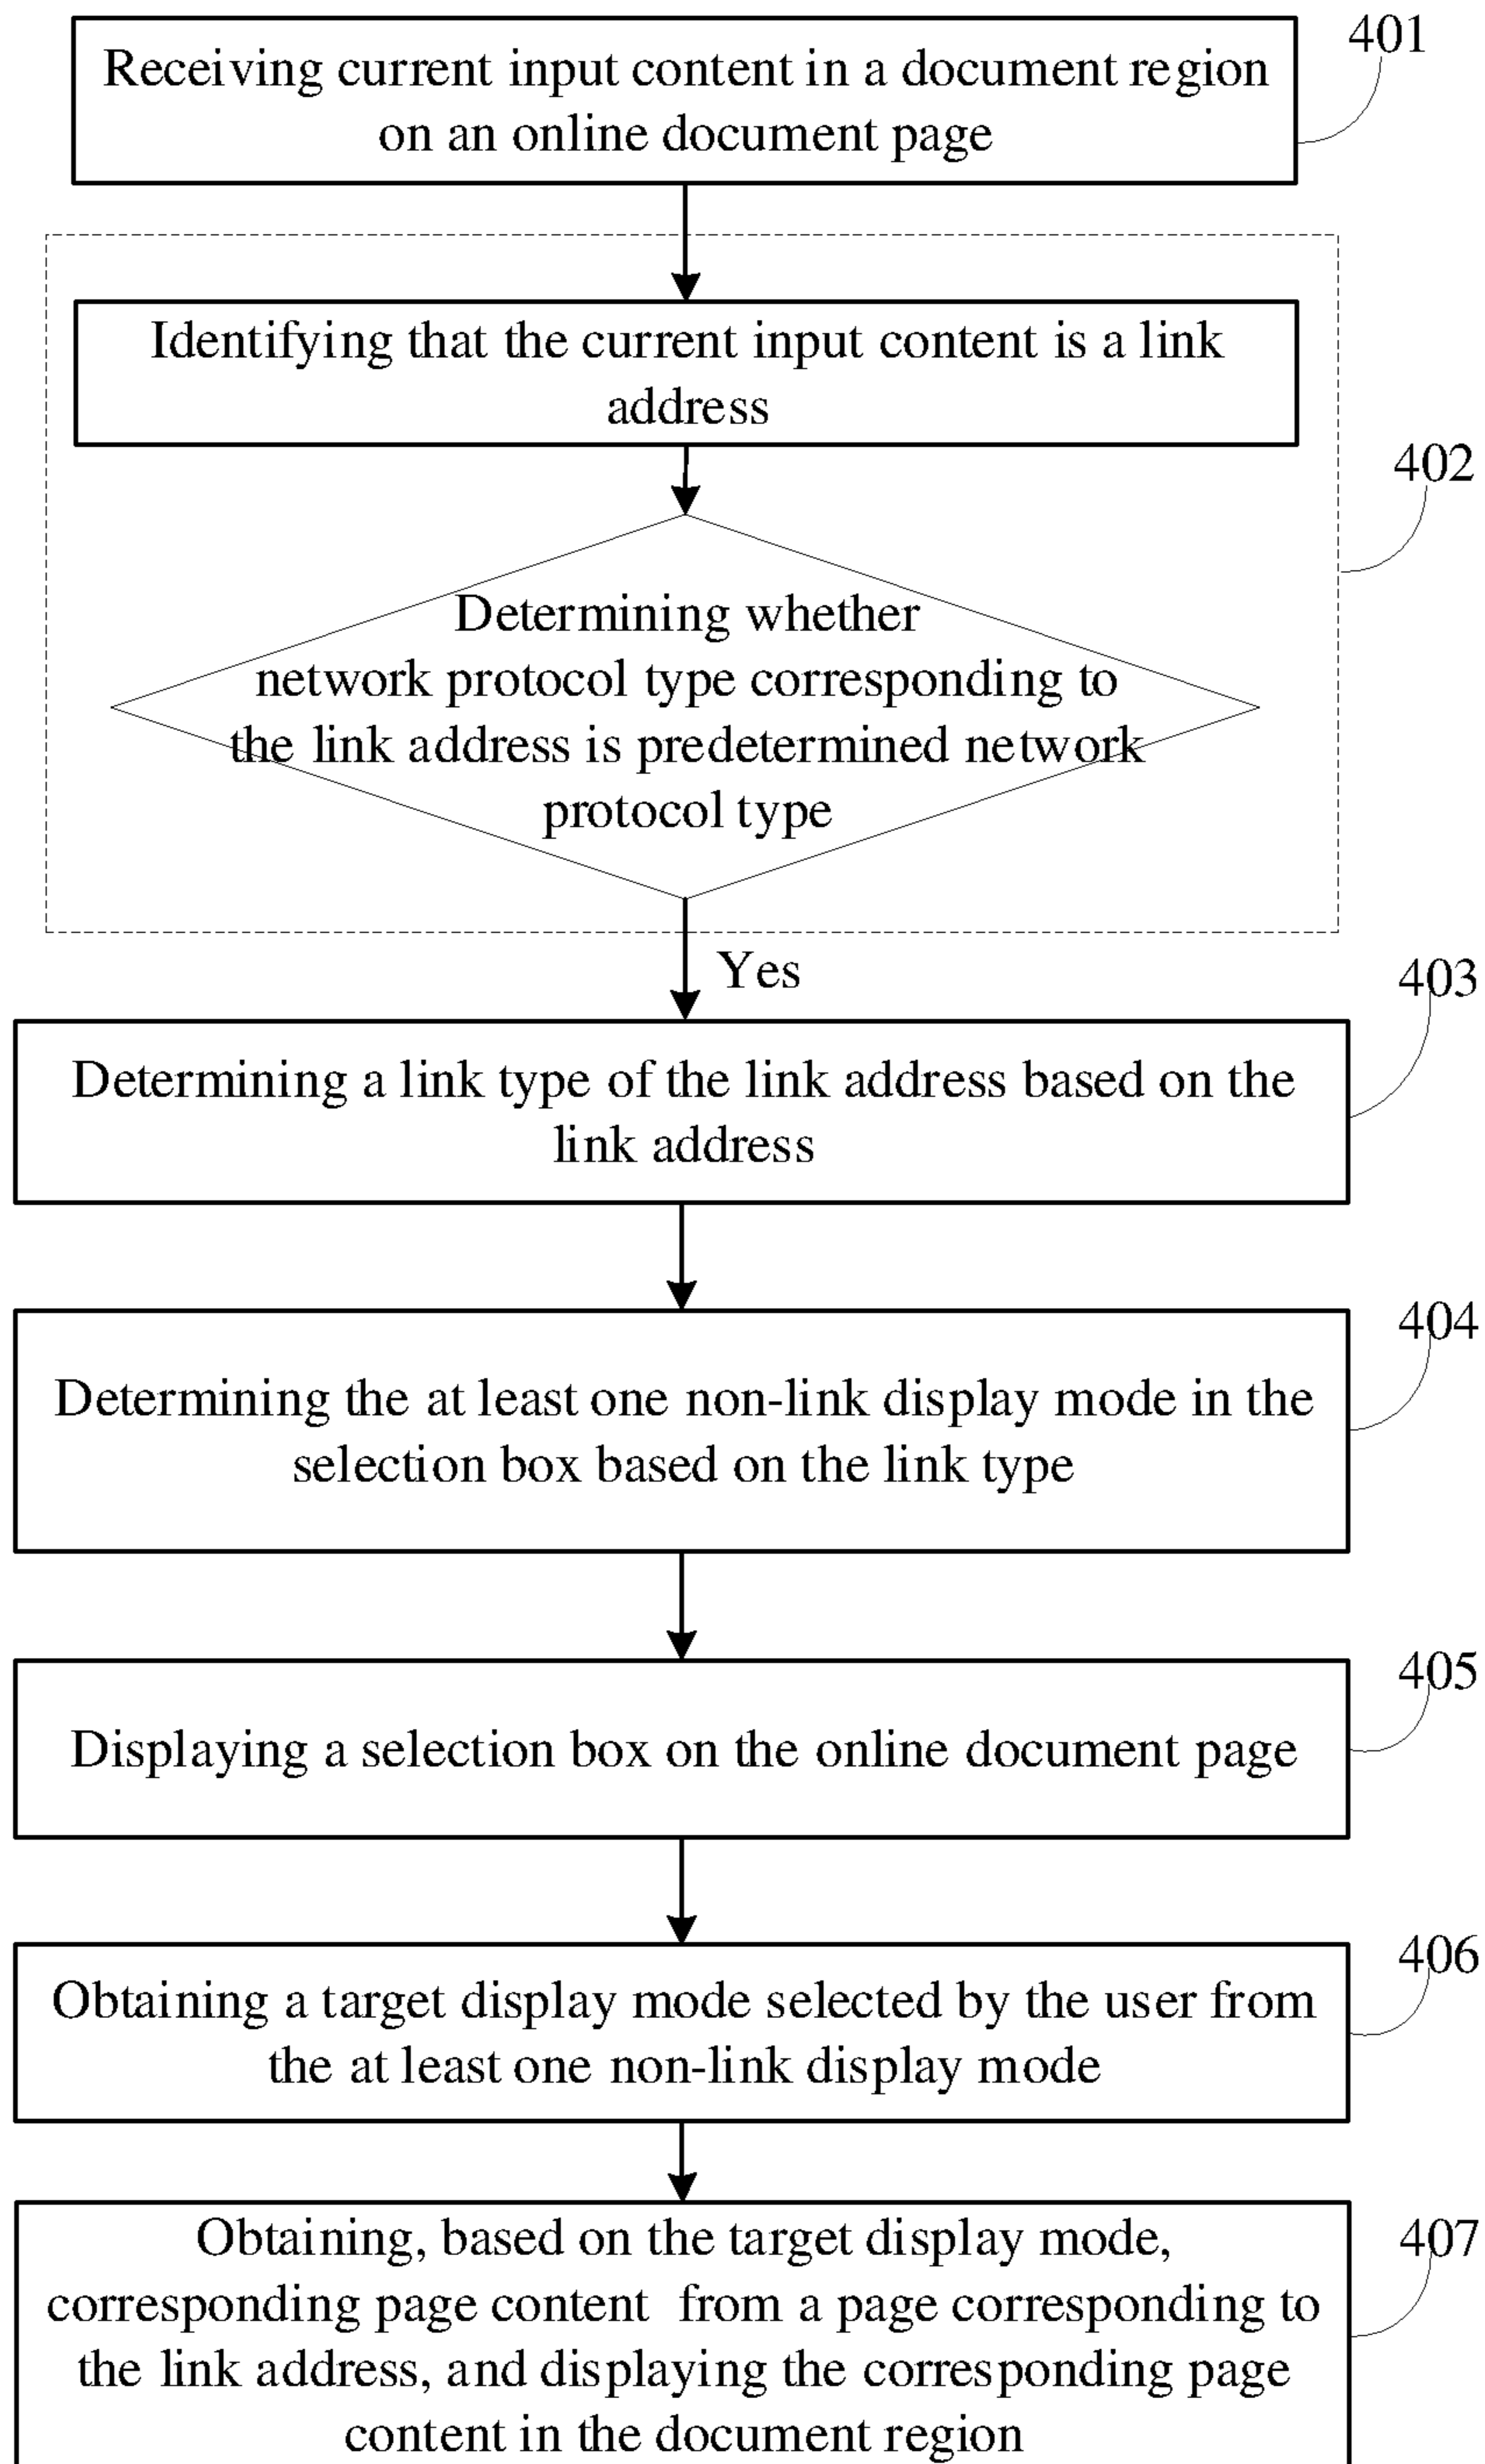 401
Receiving current input content in a document region
on an online document page
Identifying that the current input content is a link
address
402
Determining whether
network protocol type corresponding to
the link address is predetermined network
protocol type
Yes
403
Determining a link type of the link address based on the
link address
404
Determining the at least one non-link display mode in the
selection box based on the link type
405
Displaying a selection box on the online document page
406
Obtaining a target display mode selected by the user from
the at least one non-link display mode
407
Obtaining, based on the target display mode,
corresponding page content from a page corresponding to
the link address, and displaying the corresponding page
content in the document region